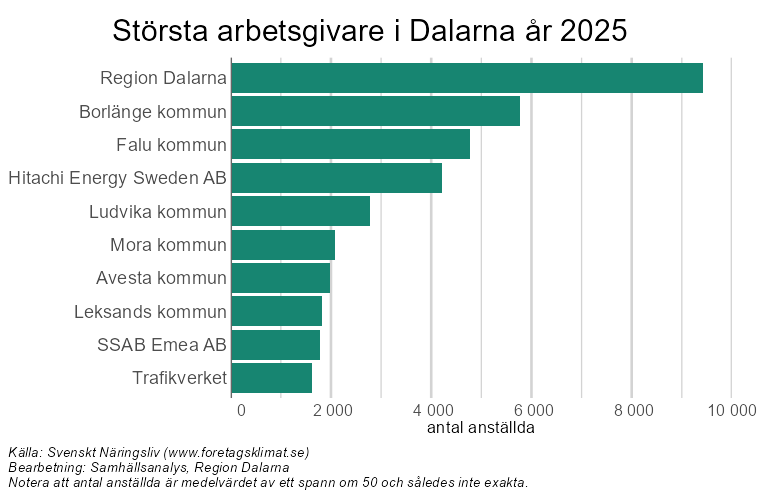 Största arbetsgivare i Dalarna år 2025
Region Dalarna
Borlänge kommun
Falu kommun
Hitachi Energy Sweden AB
Ludvika kommun
Mora kommun
Avesta kommun
Leksands kommun
SSAB Emea AB
Trafikverket
0 2 000 4 000 6 000 8 000 10 000
antal anställda
Källa: Svenskt Näringsliv (www.foretagsklimat.se)
Bearbetning: Samhällsanalys, Region Dalarna
Notera att antal anställda är medelvärdet av ett spann om 50 och således inte exakta.